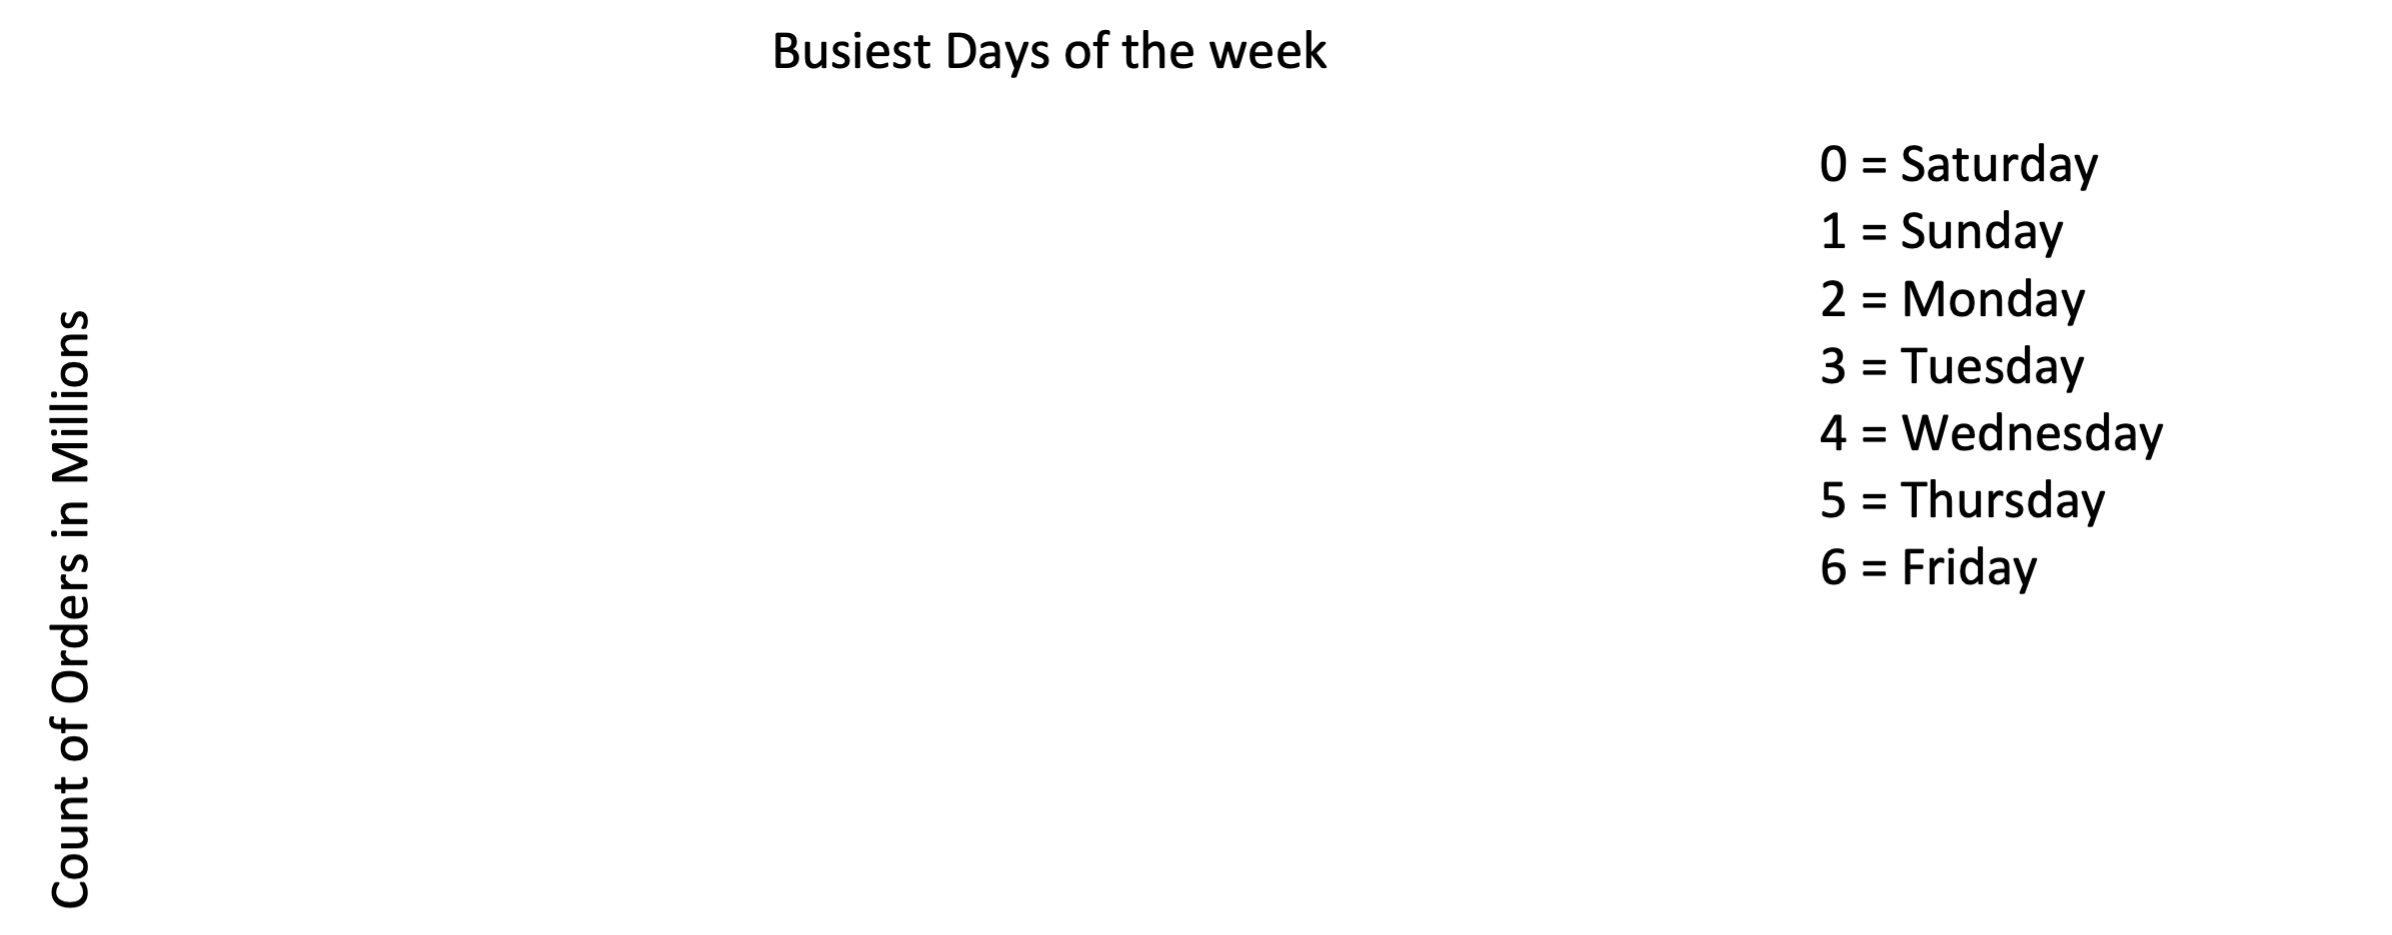 Busiest Days of the week
Count of Orders in Millions
0 = Saturday
1 = Sunday
2 = Monday
3 = Tuesday
4 = Wednesday
5 = Thursday
6 = Friday